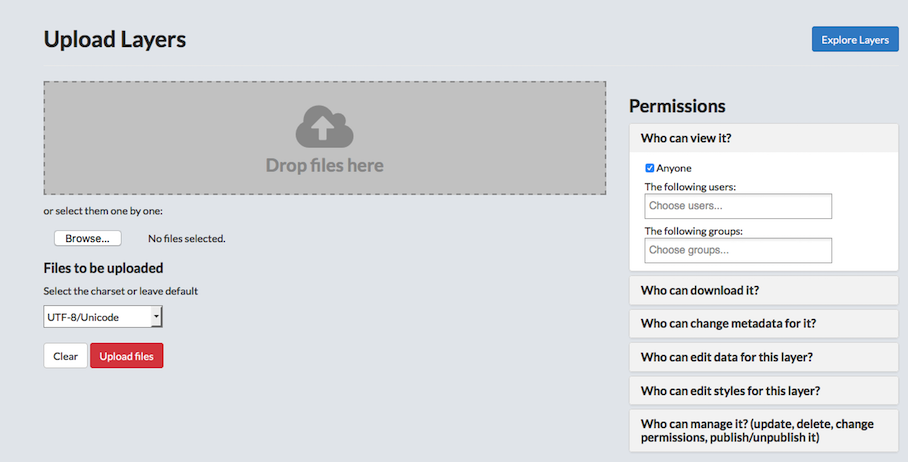 Upload Layers
Explore Layers
Drop files here
or select them one by one:
Browse...
No files selected.
Files to be uploaded
Select the charset or leave default
UTF-8/Unicode
Clear
Upload files
Permissions
Who can view it?
Anyone
The following users:
Choose users...
The following groups:
Choose groups...
Who can download it?
Who can change metadata for it?
Who can edit data for this layer?
Who can edit styles for this layer?
Who can manage it? (update, delete, change
permissions, publish/unpublish it)